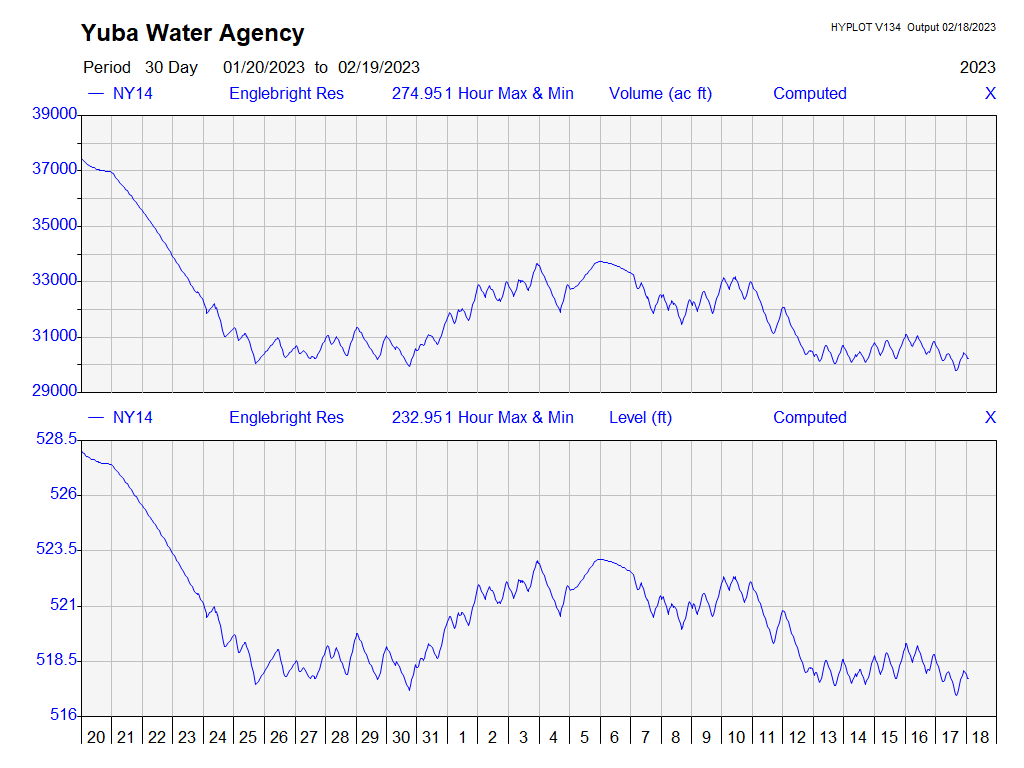 Yuba Water Agency
HYPLOT V134 Output 02/18/2023
Period 30 Day 01/20/2023 to 02/19/2023 2023
NY14 Englebright Res 274.951 Hour Max & Min Volume (ac ft) Computed X
39000
37000
35000
33000
31000
29000
NY14 Englebright Res 232.951 Hour Max & Min Level (ft) Computed X
528.5
526
523.5
521
518.5
516
20 21 22 23 24 25 26 27 28 29 30 31 1 2 3 4 5 6 7 8 9 10 11 12 13 14 15 16 17 18